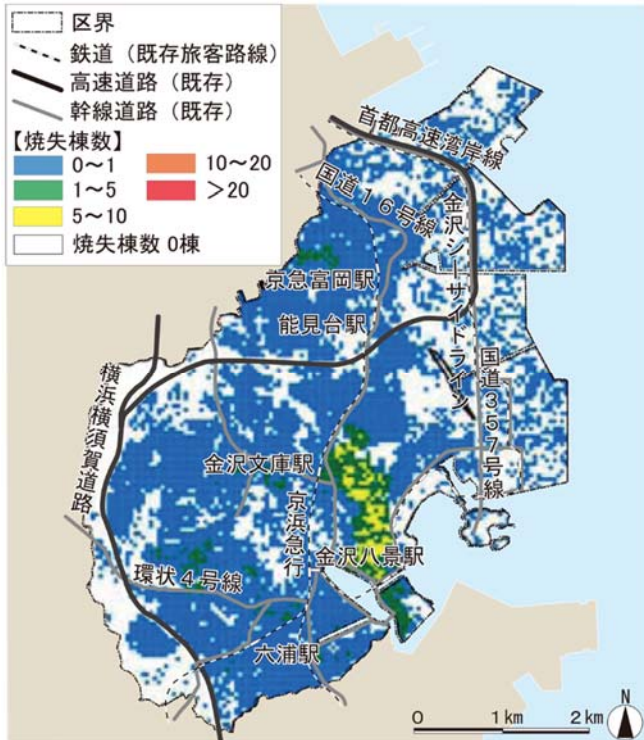 区界
鉄道（既存旅客路線）
高速道路（既存）
幹線道路（既存）
【焼失棟数】
0～1
10～20
1～5
＞20
5～10
焼失棟数 0棟
首都高速湾岸線
国道１６号線
金沢シーサイドライン
京急富岡駅
能見台駅
国道３５７号線
横浜横須賀道路
金沢文庫駅
京浜急行
金沢八景駅
環状４号線
六浦駅
0
1 km
2 km
N